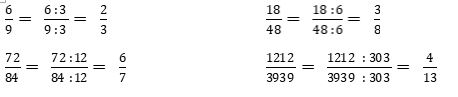 6/9 = 6:3/9:3 = 2/3    18/48 = 18:6/48:6 = 3/8
72/84 = 72:12/84:12 = 6/7    1212/3939 = 1212:303/3939:303 = 4/13